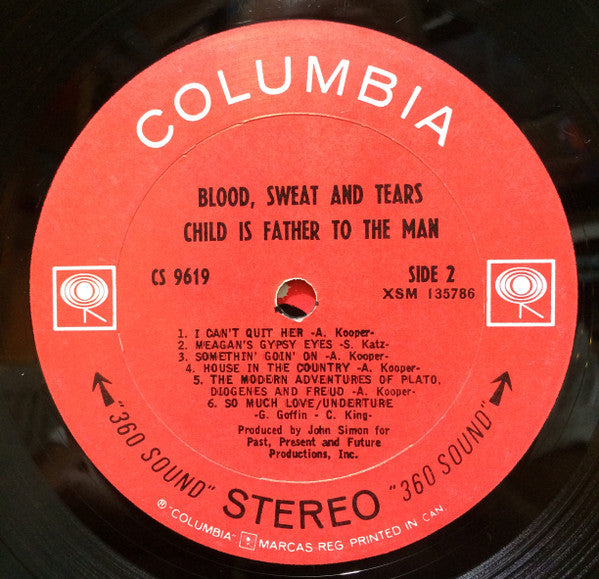 COLUMBIA
BLOOD, SWEAT AND TEARS
CHILD IS FATHER TO THE MAN
CS 9619
SIDE 2
XSM 135786
1. I CAN'T QUIT HER -A. Kooper-
2. MEAGAN'S GYPSY EYES -S. Katz-
3. SOMETHIN' GOIN' ON -A. Kooper-
4. HOUSE IN THE COUNTRY -A. Kooper-
5. THE MODERN ADVENTURES OF PLATO,
DIOGENES AND FREUD -A. Kooper-
6. SO MUCH LOVE/UNDERTURE
-G. Goffin - C. King-
Produced by John Simon for
Past, Present and Future
Productions, Inc.
"360 SOUND" STEREO "360 SOUND"
® "COLUMBIA" MARCAS REG. PRINTED IN CAN.